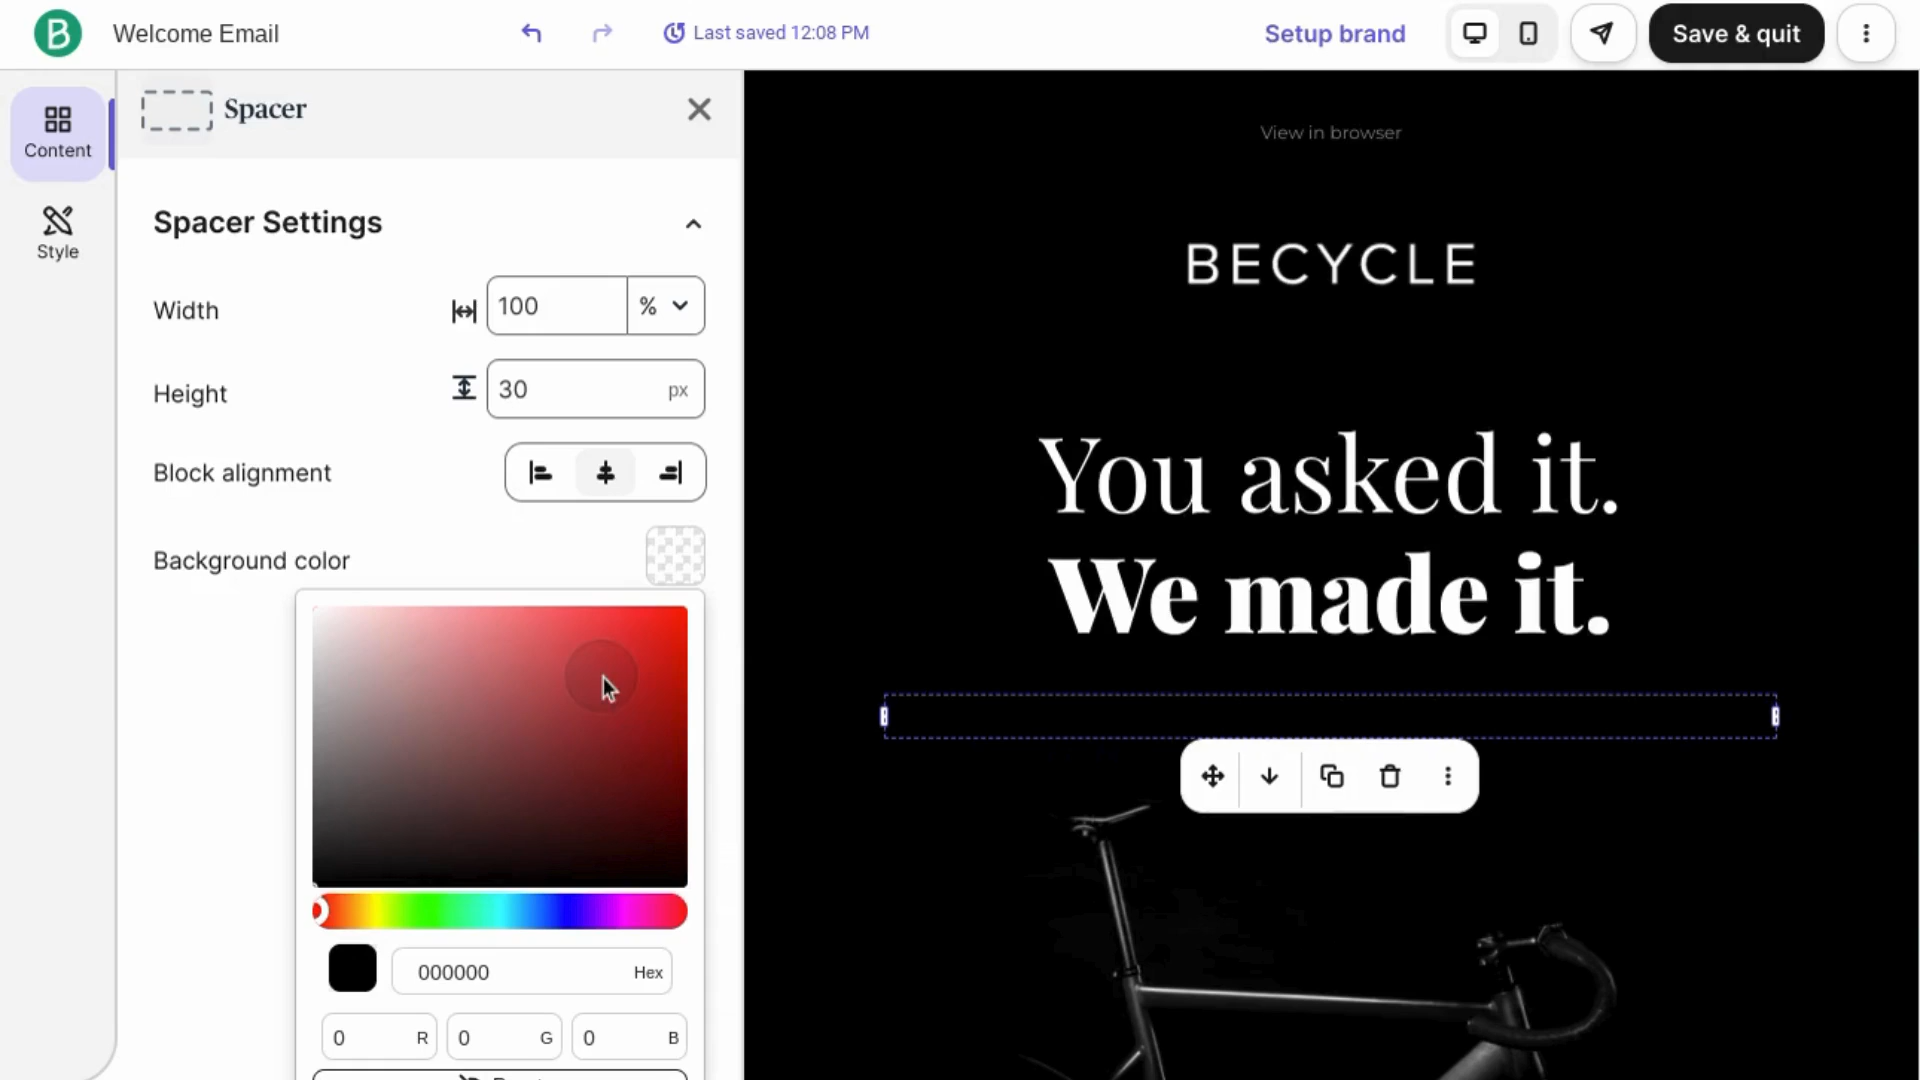 B
Welcome Email
Last saved 12:08 PM
Setup brand
Save & quit
Content
Style
Spacer
Spacer Settings
Width
100
%
Height
30
px
Block alignment
Background color
000000
Hex
0
R
0
G
0
B
View in browser
BECYCLE
You asked it.
We made it.